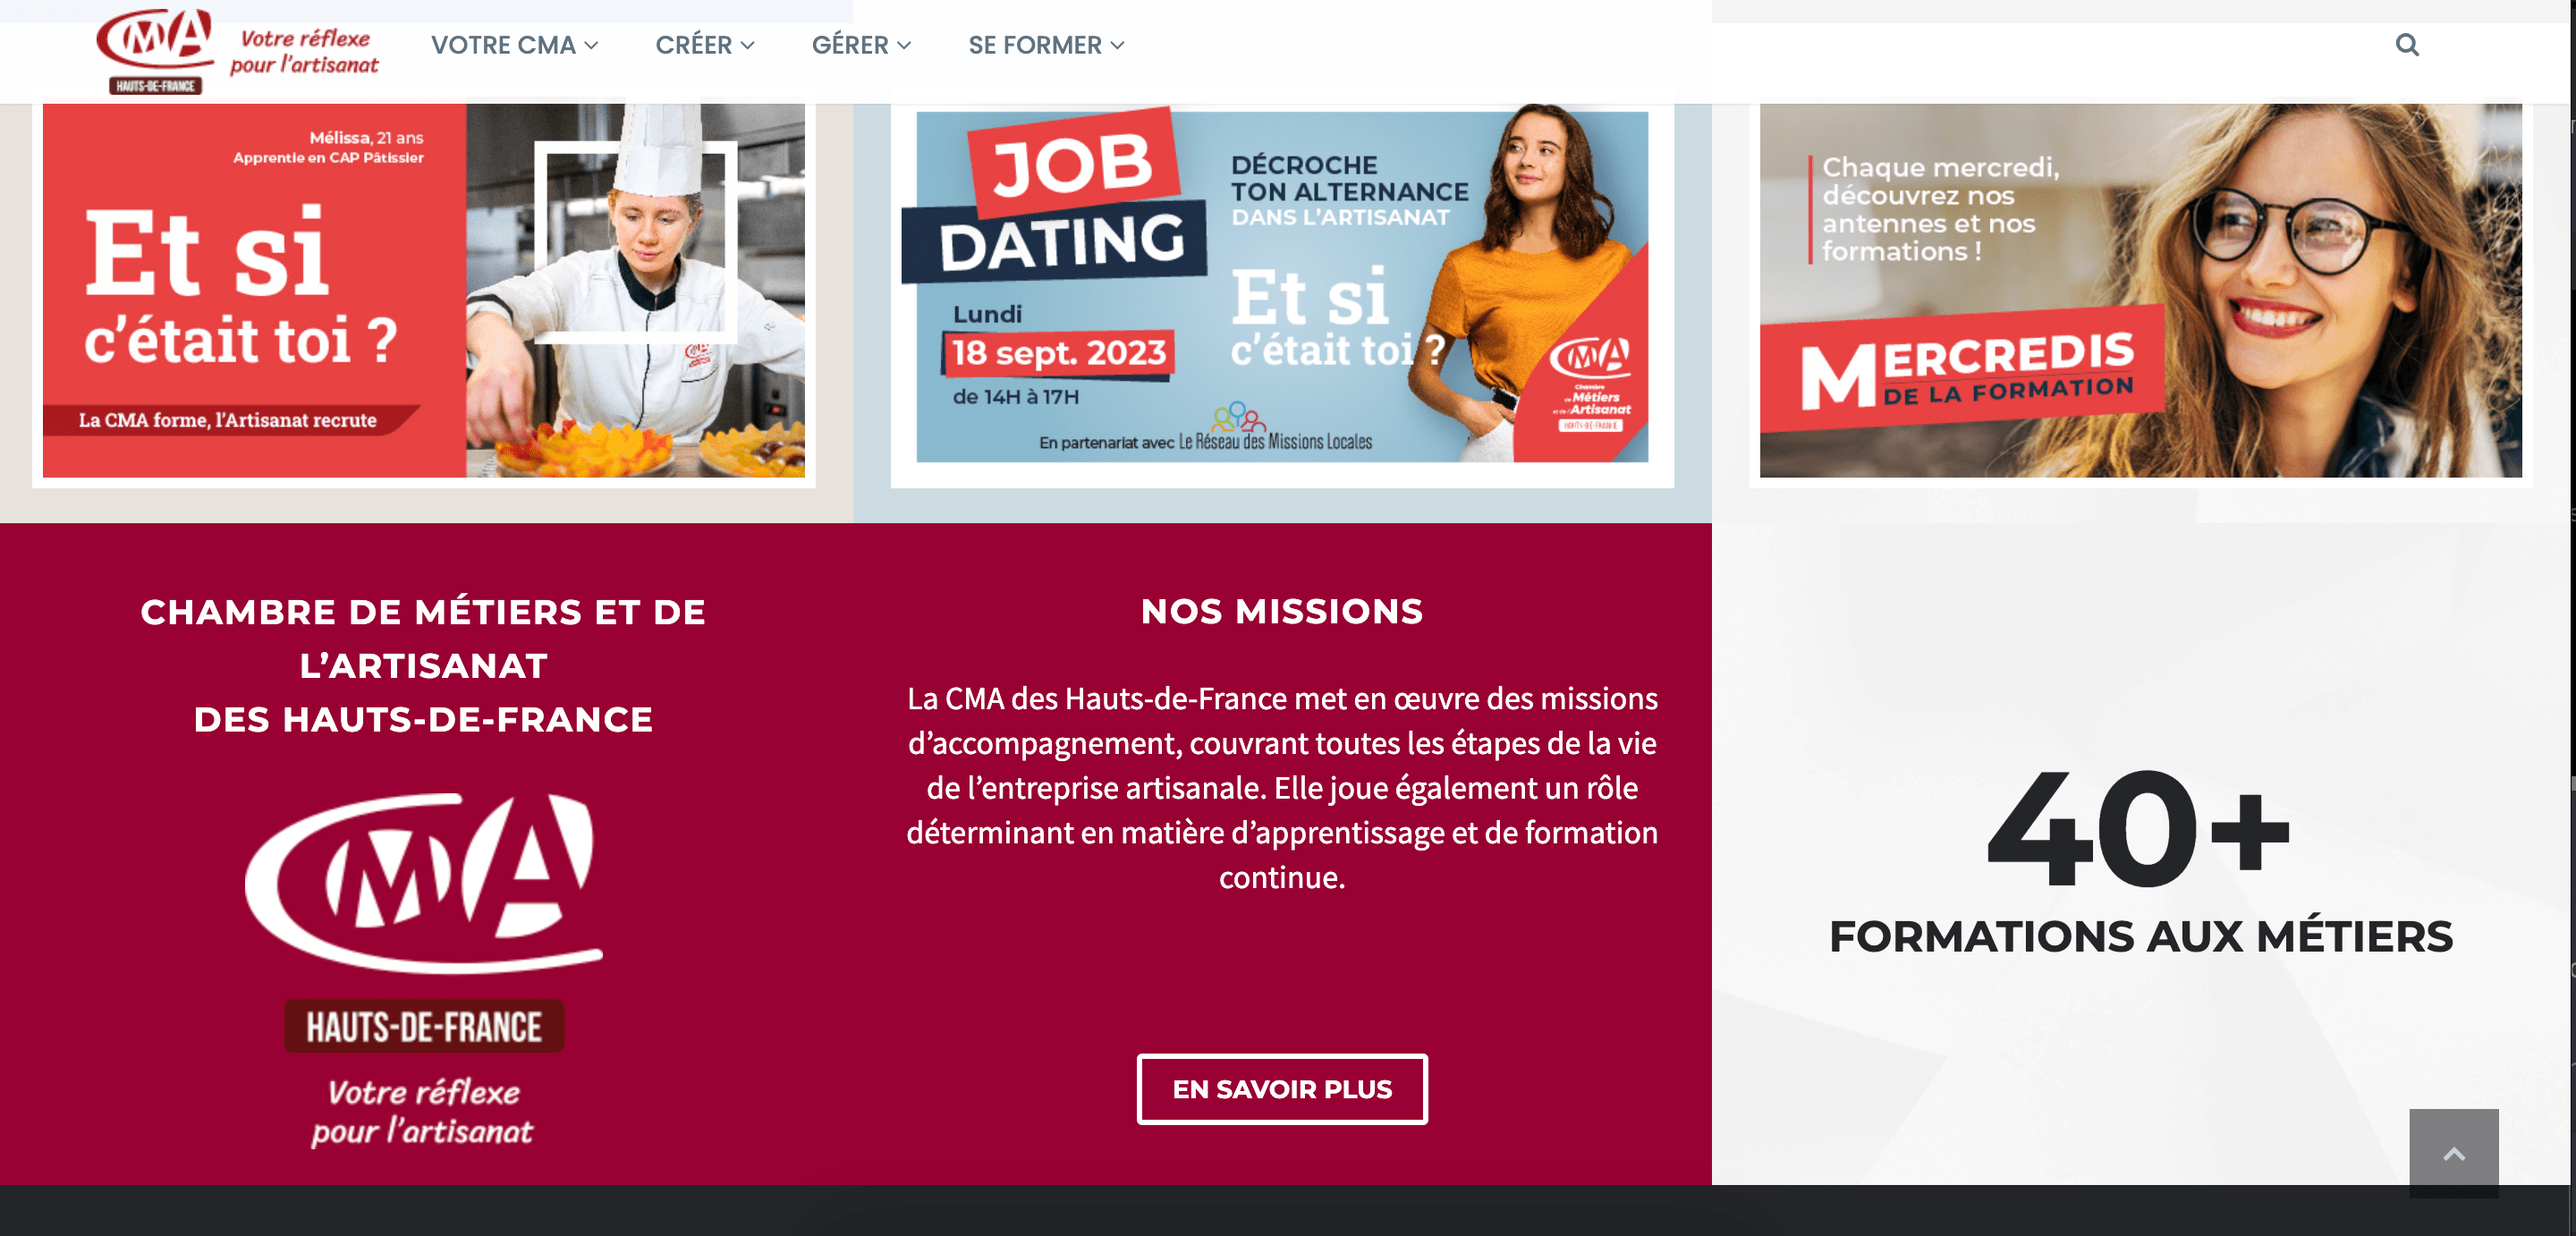 CMA
HAUTS-DE-FRANCE
Votre réflexe
pour l'artisanat
VOTRE CMA
CRÉER
GÉRER
SE FORMER
Mélissa, 21 ans
Apprentie en CAP Pâtissier
Et si
c'était toi ?
La CMA forme, l'Artisanat recrute
JOB
DATING
Lundi
18 sept. 2023
de 14H à 17H
DÉCROCHE
TON ALTERNANCE
DANS L'ARTISANAT
Et si
c'était toi ?
En partenariat avec Le Réseau des Missions Locales
CMA
Chambre
de Métiers
et de l'Artisanat
HAUTS-DE-FRANCE
Chaque mercredi,
découvrez nos
antennes et nos
formations !
MERCREDIS
DE LA FORMATION
CHAMBRE DE MÉTIERS ET DE
L'ARTISANAT
DES HAUTS-DE-FRANCE
CMA
HAUTS-DE-FRANCE
Votre réflexe
pour l'artisanat
NOS MISSIONS
La CMA des Hauts-de-France met en œuvre des missions
d'accompagnement, couvrant toutes les étapes de la vie
de l'entreprise artisanale. Elle joue également un rôle
déterminant en matière d'apprentissage et de formation
continue.
EN SAVOIR PLUS
40+
FORMATIONS AUX MÉTIERS